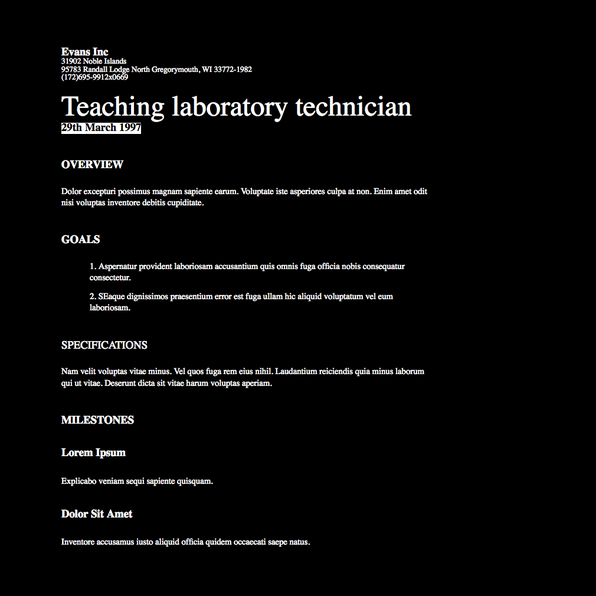 Evans Inc
31902 Noble Islands
95783 Randall Lodge North Gregorymouth, WI 33772-1982
(172)695-9912x0669
Teaching laboratory technician
29th March 1997
OVERVIEW
Dolor excepturi possimus magnam sapiente earum. Voluptate iste asperiores culpa at non. Enim amet odit
nisi voluptas inventore debitis cupiditate.
GOALS
1. Aspernatur provident laboriosam accusantium quis omnis fuga officia nobis consequatur
consectetur.
2. SEaque dignissimos praesentium error est fuga ullam hic aliquid voluptatum vel eum
laboriosam.
SPECIFICATIONS
Nam velit voluptas vitae minus. Vel quos fuga rem eius nihil. Laudantium reiciendis quia minus laborum
qui ut vitae. Deserunt dicta sit vitae harum voluptas aperiam.
MILESTONES
Lorem Ipsum
Explicabo veniam sequi sapiente quisquam.
Dolor Sit Amet
Inventore accusamus iusto aliquid officia quidem occaecati saepe natus.